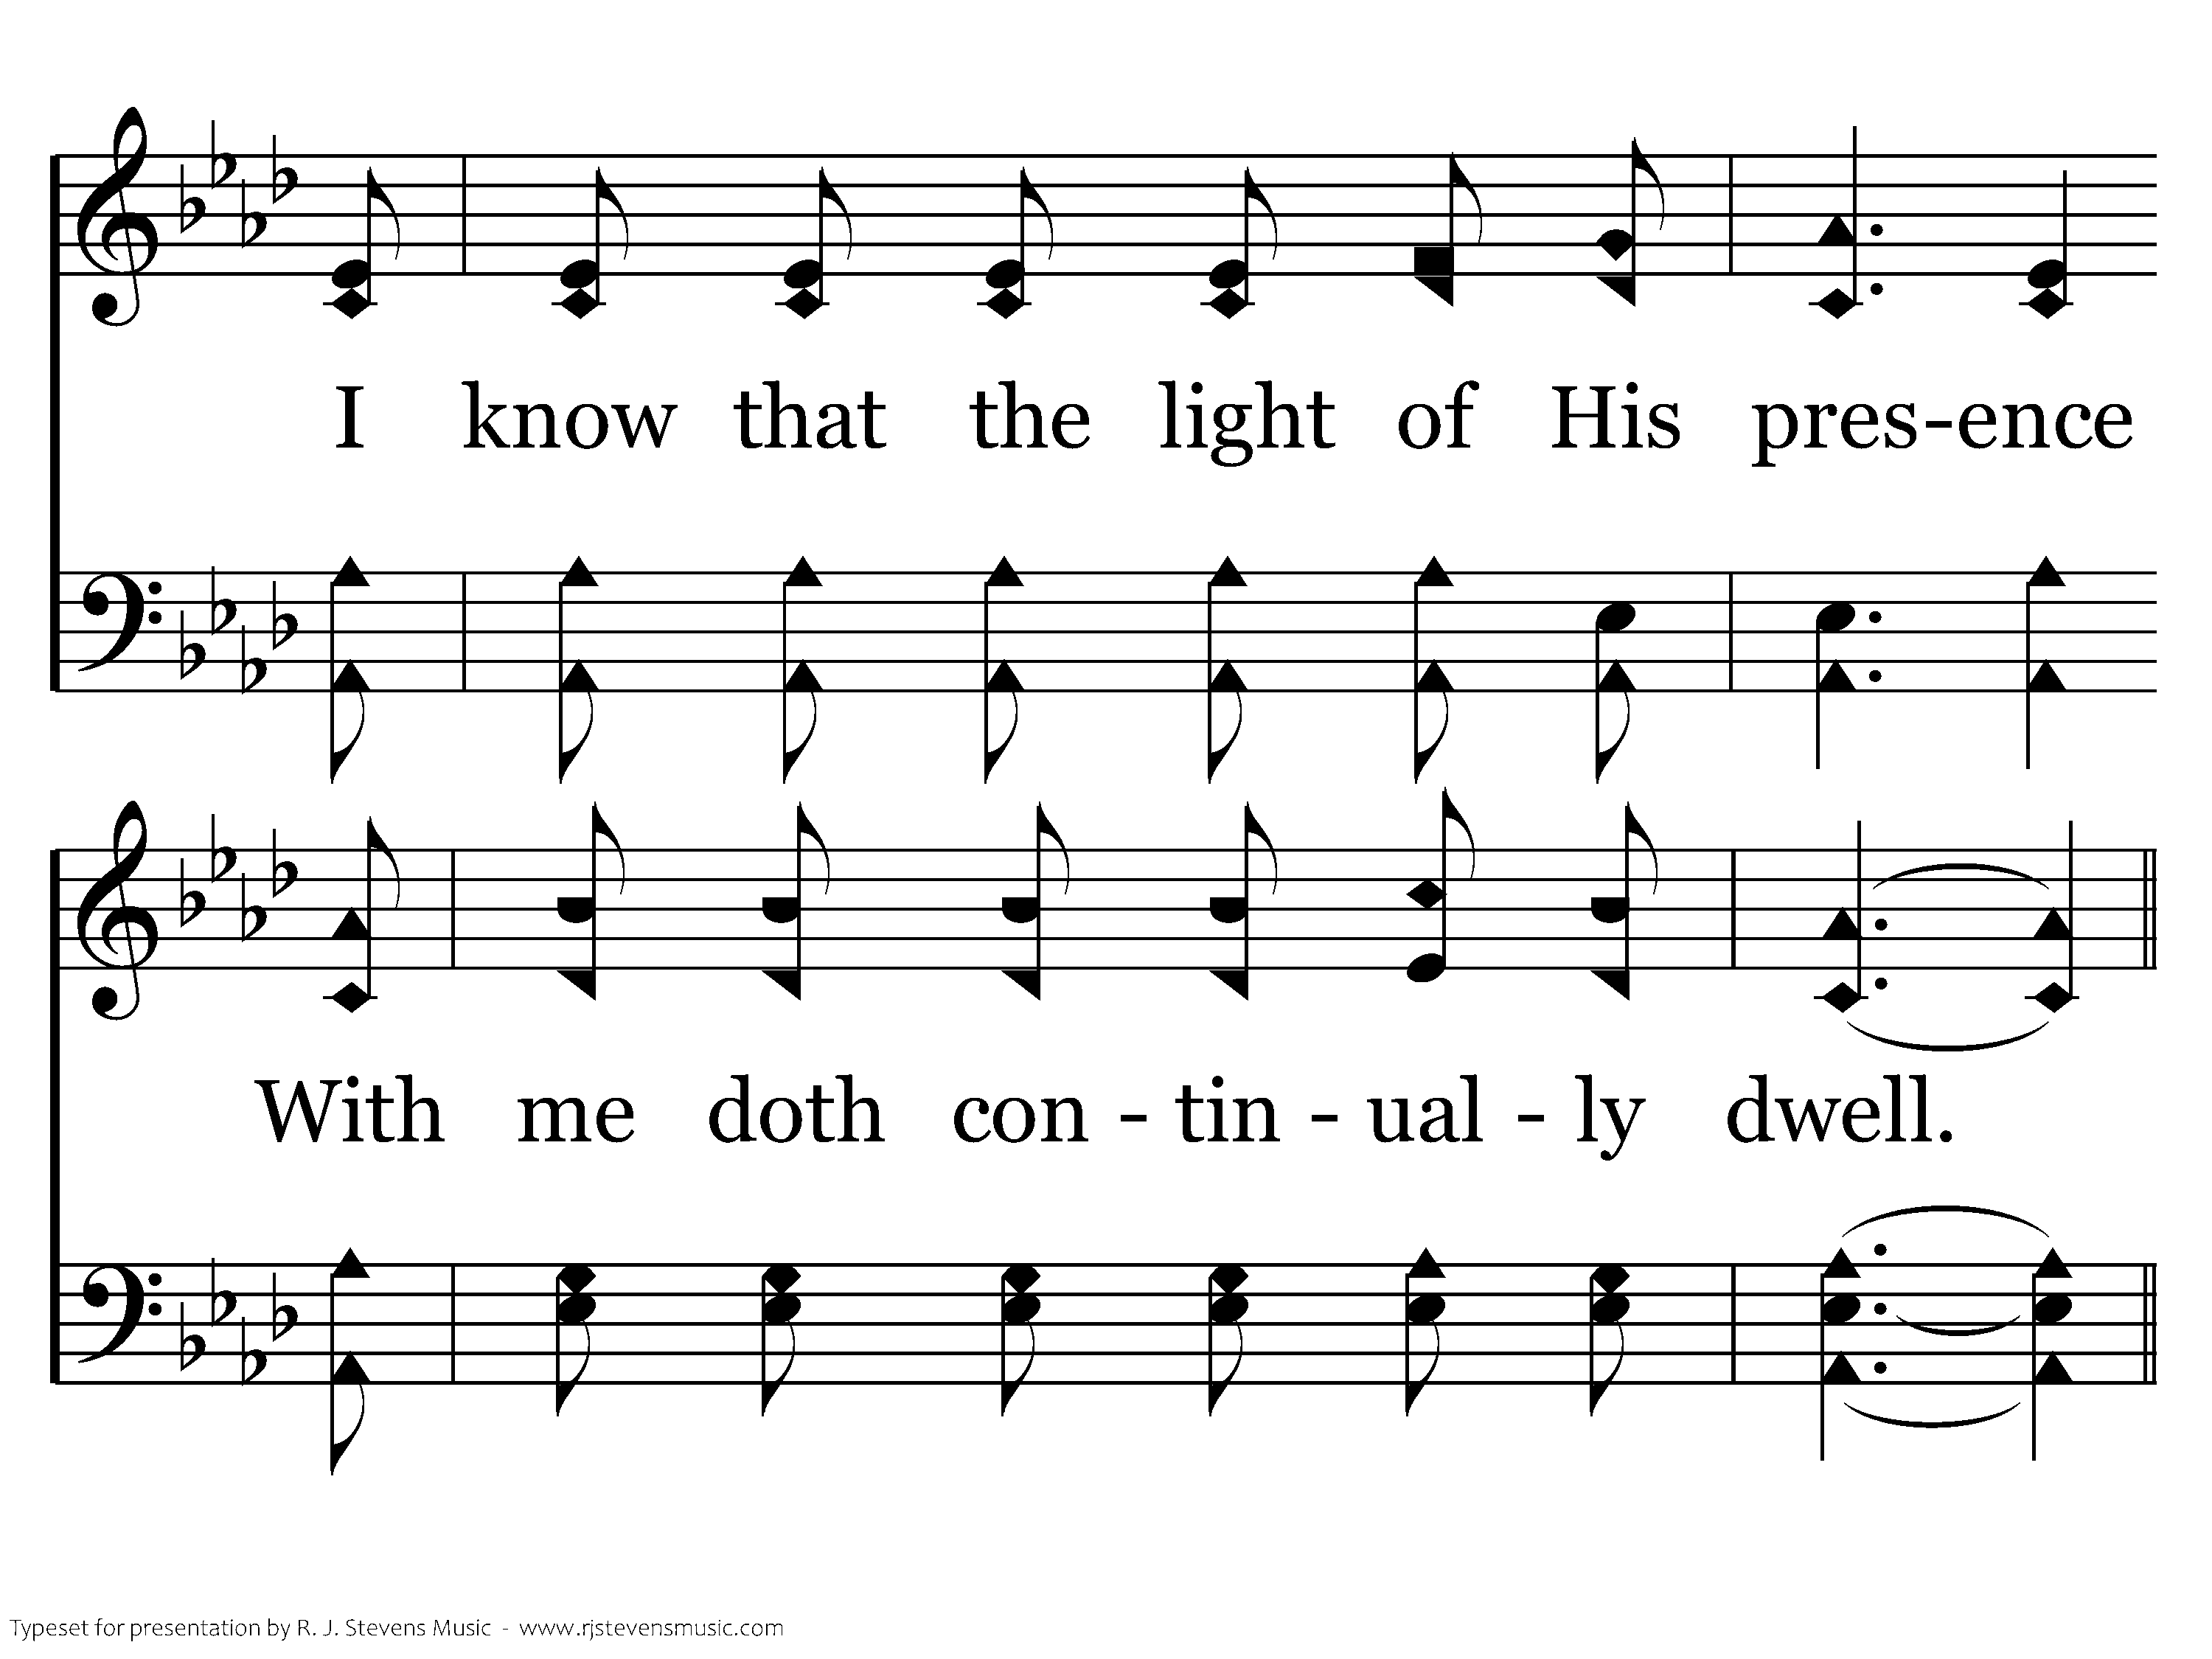 I know that the light of His pres-ence
With me doth con - tin - ual - ly dwell.
Typeset for presentation by R. J. Stevens Music - www.rjstevensmusic.com